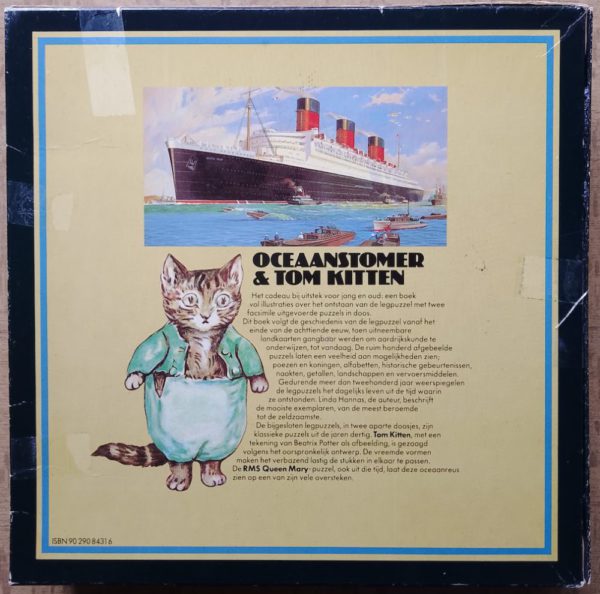 OCEAANSTOMER
& TOM KITTEN
Het cadeau bij uitstek voor jong en oud: een boek
vol illustraties over het ontstaan van de legpuzzel met twee
facsimile uitgevoerde puzzels in doos.
Dit boek volgt de geschiedenis van de legpuzzel vanaf het
einde van de achttiende eeuw, toen uitneembare
landkaarten gangbaar werden om aardrijkskunde te
onderwijzen, tot vandaag. De ruim honderd afgebeelde
puzzels laten een veelheid aan mogelijkheden zien;
poezen en koningen, alfabetten, historische gebeurtenissen,
naakten, getallen, landschappen en vervoersmiddelen.
Gedurende meer dan tweehonderd jaar weerspiegelen
de legpuzzels het dagelijks leven uit de tijd waarin
ze ontstonden. Linda Hannas, de auteur, beschrijft
de mooiste exemplaren, van de meest beroemde
tot de zeldzaamste.
De bijgesloten legpuzzels, in twee aparte doosjes, zijn
klassieke puzzels uit de jaren dertig. Tom Kitten, met een
tekening van Beatrix Potter als afbeelding, is gezaagd
volgens het oorspronkelijk ontwerp. De vreemde vormen
maken het verbazend lastig de stukken in elkaar te passen.
De RMS Queen Mary-puzzel, ook uit die tijd, laat deze oceaanreus
zien op een van zijn vele oversteken.
ISBN 90 290 8431 6